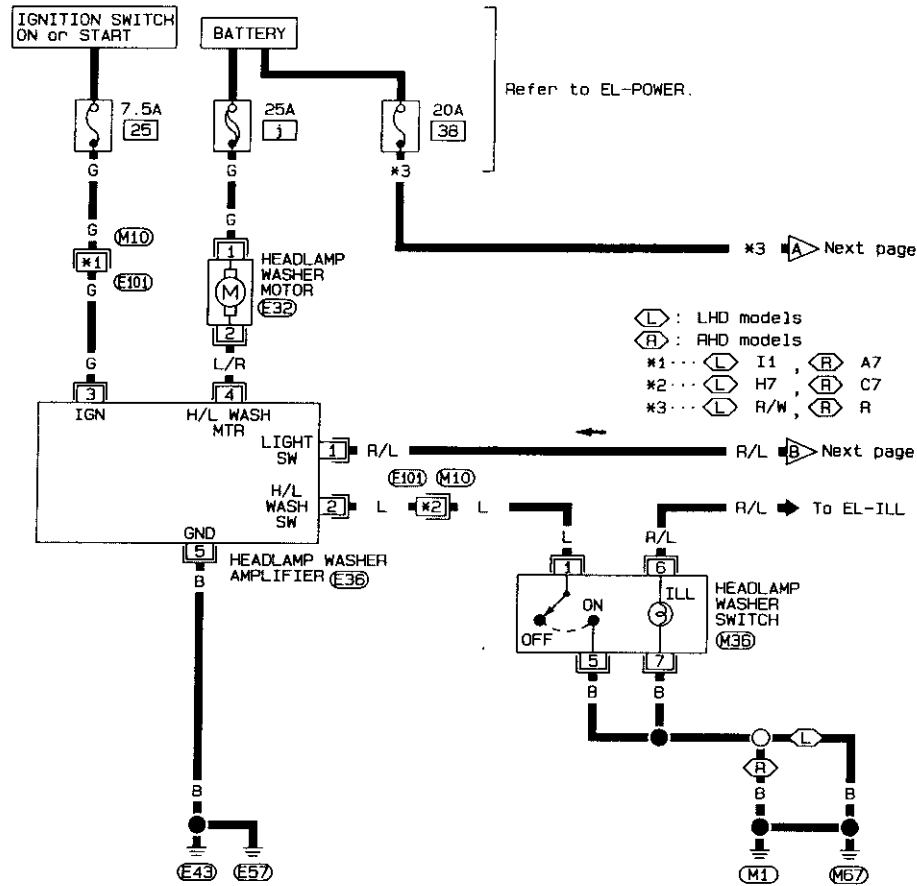 IGNITION SWITCH
ON or START
BATTERY
Refer to EL-POWER.
7.5A
25
25A
j
20A
38
G
G
*3
G
G
M10
*1
E101
G
1
HEADLAMP
WASHER
MOTOR
E32
M
2
*3 A Next page
L : LHD models
R : RHD models
*1 ··· L I1 , R A7
*2 ··· L H7 , R C7
*3 ··· L R/W , R R
G
L/R
3
4
IGN
H/L WASH
MTR
LIGHT
SW
1
R/L
R/L
B Next page
E101
M10
H/L
WASH
SW
2
L
*2
L
R/L
To EL-ILL
GND
5
HEADLAMP WASHER
AMPLIFIER E36
B
L
R/L
1
6
ILL
ON
OFF
HEADLAMP
WASHER
SWITCH
M36
5
7
B
B
L
R
B
B
B
E43
E57
M1
M67